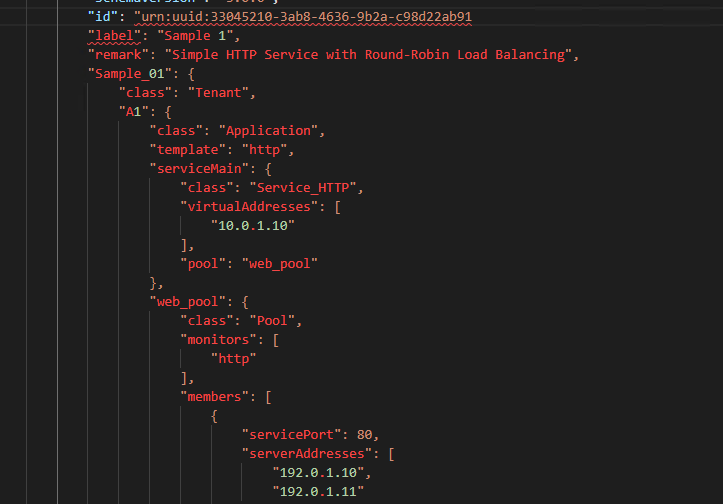 "id": "urn:uuid:33045210-3ab8-4636-9b2a-c98d22ab91
"label": "Sample 1",
"remark": "Simple HTTP Service with Round-Robin Load Balancing",
"Sample_01": {
"class": "Tenant",
"A1": {
"class": "Application",
"template": "http",
"serviceMain": {
"class": "Service_HTTP",
"virtualAddresses": [
"10.0.1.10"
],
"pool": "web_pool"
},
"web_pool": {
"class": "Pool",
"monitors": [
"http"
],
"members": [
{
"servicePort": 80,
"serverAddresses": [
"192.0.1.10",
"192.0.1.11"